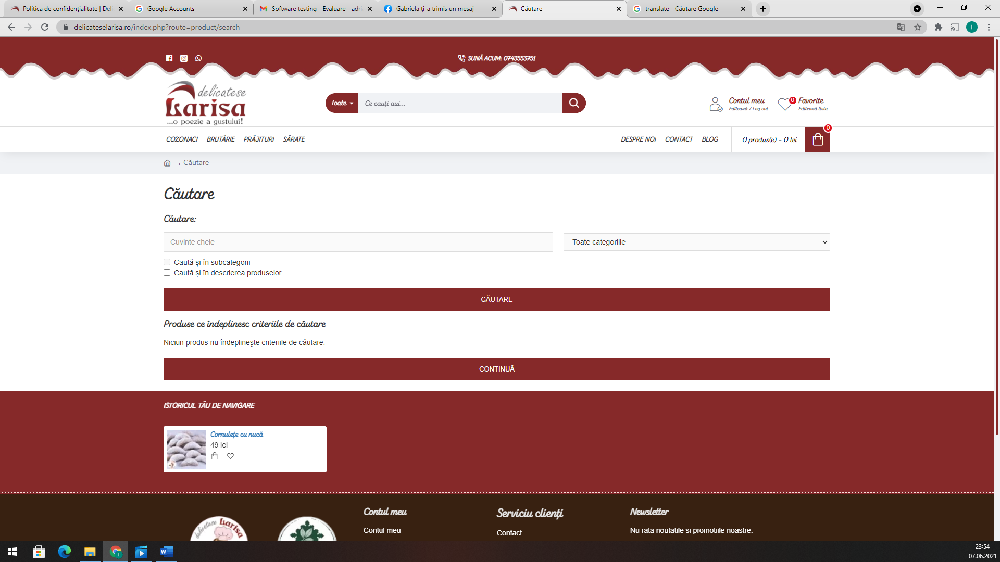 Politica de confidențialitate | Deli
Google Accounts
Software testing - Evaluare - adri
Gabriela ți-a trimis un mesaj
Căutare
translate - Căutare Google
delicateselarisa.ro/index.php?route=product/search
SUNĂ ACUM: 0743553751
delicatese
Larisa
...o poezie a gustului!
Toate
Ce cauți azi...
Contul meu
Editează / Log out
0
Favorite
Editează lista
COZONACI BRUTĂRIE PRĂJITURI SĂRATE
DESPRE NOI CONTACT BLOG
0 produs(e) - 0 lei
0
Căutare
Căutare
Căutare:
Cuvinte cheie
Toate categoriile
Caută și în subcategorii
Caută și în descrierea produselor
CĂUTARE
Produse ce îndeplinesc criteriile de căutare
Niciun produs nu îndeplinește criteriile de căutare.
CONTINUĂ
ISTORICUL TĂU DE NAVIGARE
Cornulețe cu nucă
49 lei
delicatese Larisa
Contul meu
Contul meu
Serviciu clienți
Contact
Newsletter
Nu rata noutatile si promotiile noastre.
23:54
07.06.2021